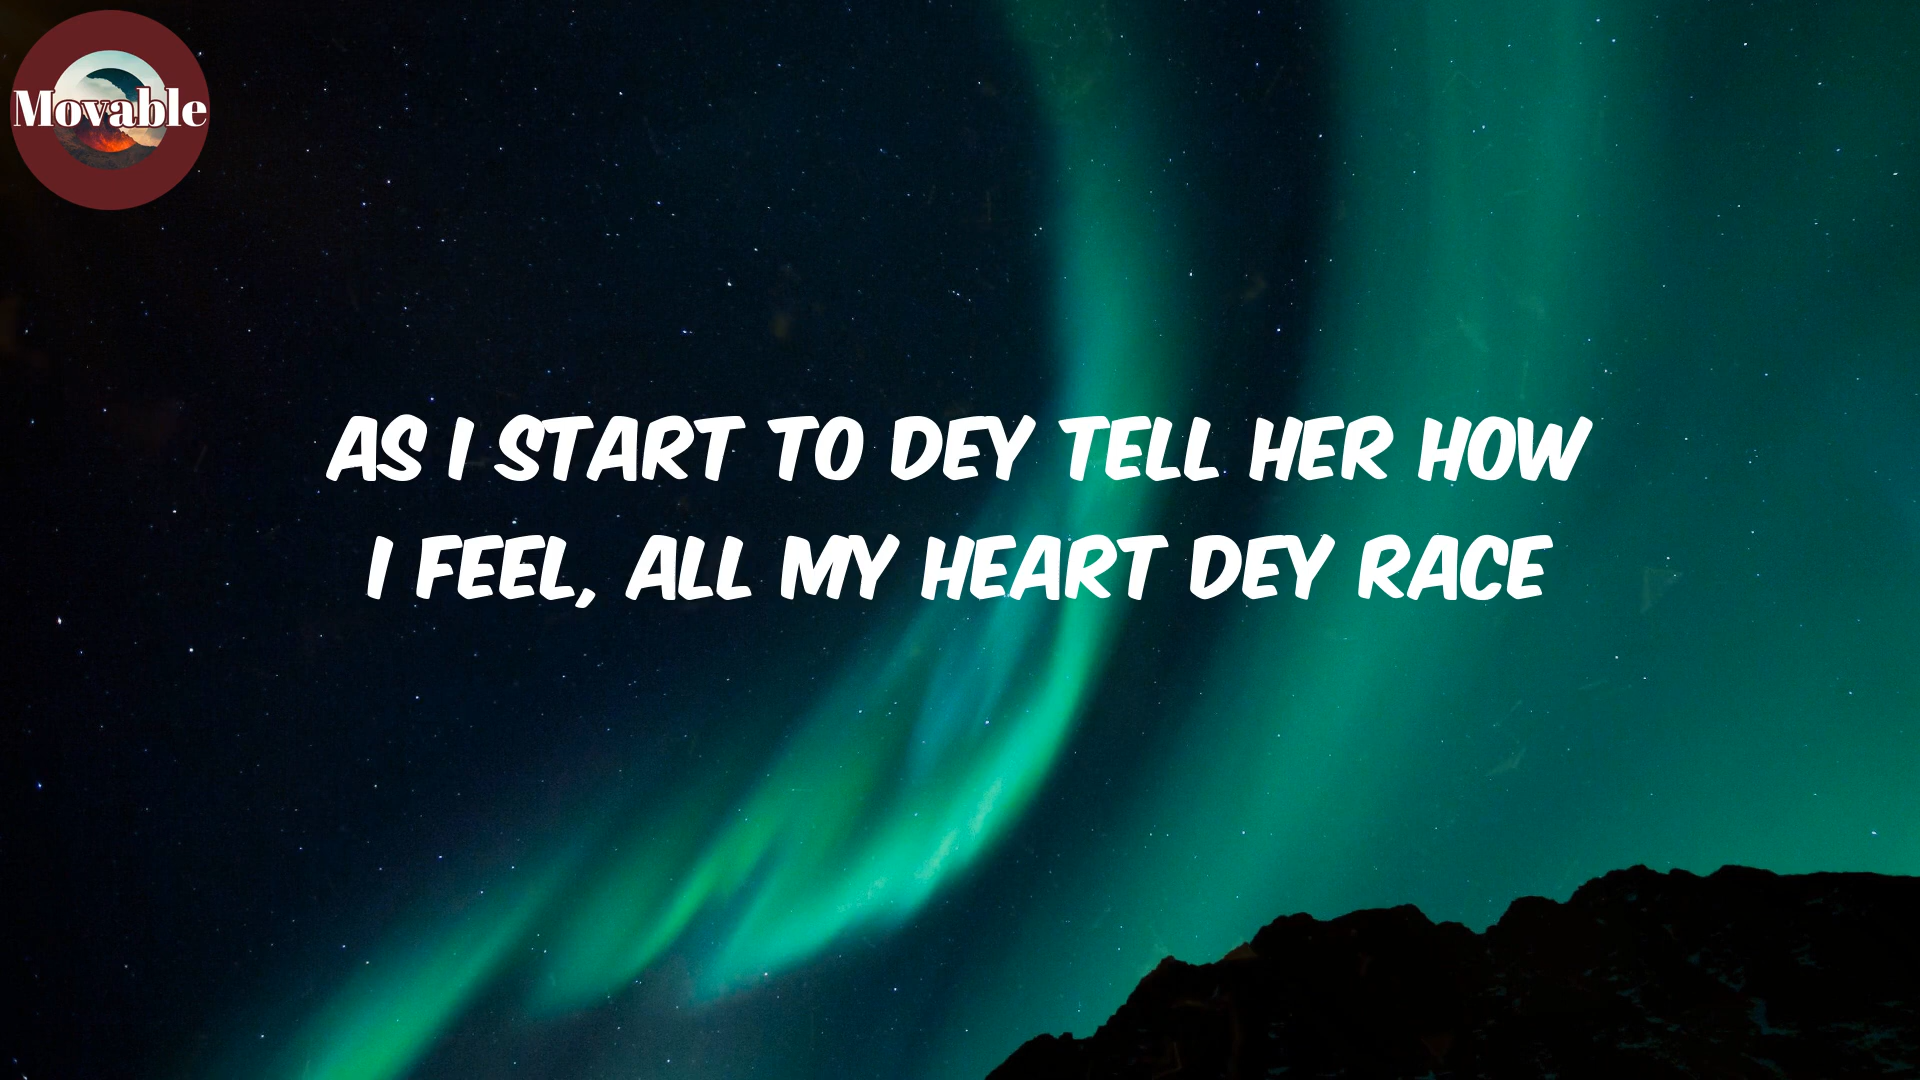 Movable
AS I START TO DEY TELL HER HOW
I FEEL, ALL MY HEART DEY RACE